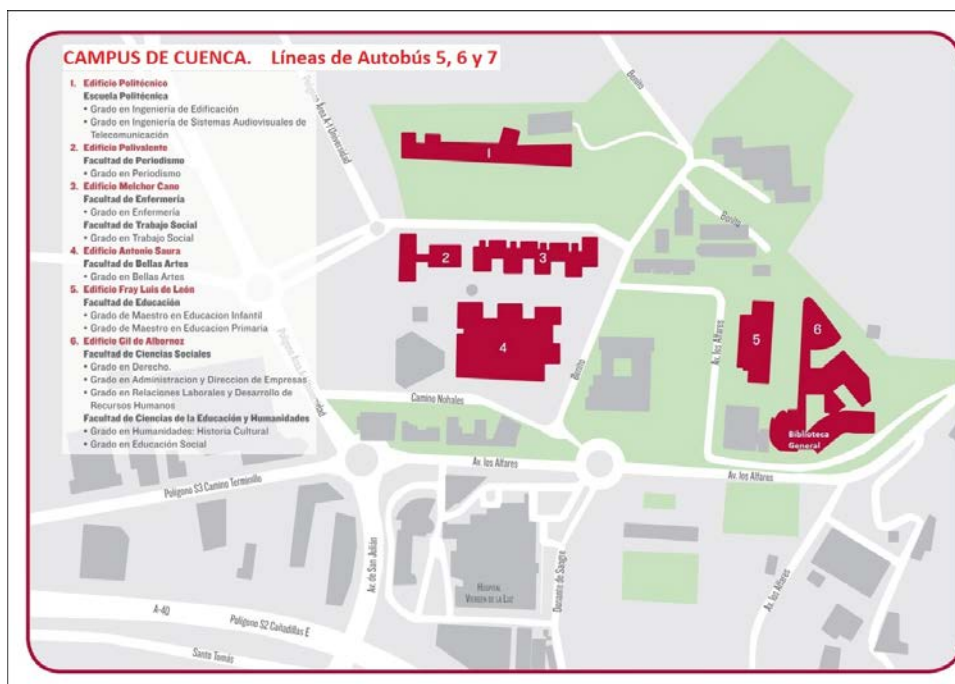 CAMPUS DE CUENCA. Líneas de Autobús 5, 6 y 7
1. Edificio Politécnico
Escuela Politécnica
• Grado en Ingeniería de Edificación
• Grado en Ingeniería de Sistemas Audiovisuales de
Telecomunicación
2. Edificio Polivalente
Facultad de Periodismo
• Grado en Periodismo
3. Edificio Melchor Cano
Facultad de Enfermería
• Grado en Enfermería
Facultad de Trabajo Social
• Grado en Trabajo Social
4. Edificio Antonio Saura
Facultad de Bellas Artes
• Grado en Bellas Artes
5. Edificio Fray Luis de León
Facultad de Educación
• Grado de Maestro en Educacion Infantil
• Grado de Maestro en Educacion Primaria
6. Edificio Gil de Albornoz
Facultad de Ciencias Sociales
• Grado en Derecho.
• Grado en Administracion y Direccion de Empresas
• Grado en Relaciones Laborales y Desarrollo de
Recursos Humanos
Facultad de Ciencias de la Educación y Humanidades
• Grado en Humanidades: Historia Cultural
• Grado en Educación Social
Polígono Área A-1 Universidad
Bonito
1
Bonito
2
3
4
5
6
Av. los Alfares
Bonito
Camino Nohales
Biblioteca
General
Av. los Alfares
Av. los Alfares
Polígono S3 Camino Terminillo
Av. de San Julián
HOSPITAL
VIRGEN DE LA LUZ
Donante de Sangre
Av. los Alfares
A-40
Polígono S2 Cañadillas E
Santo Tomás